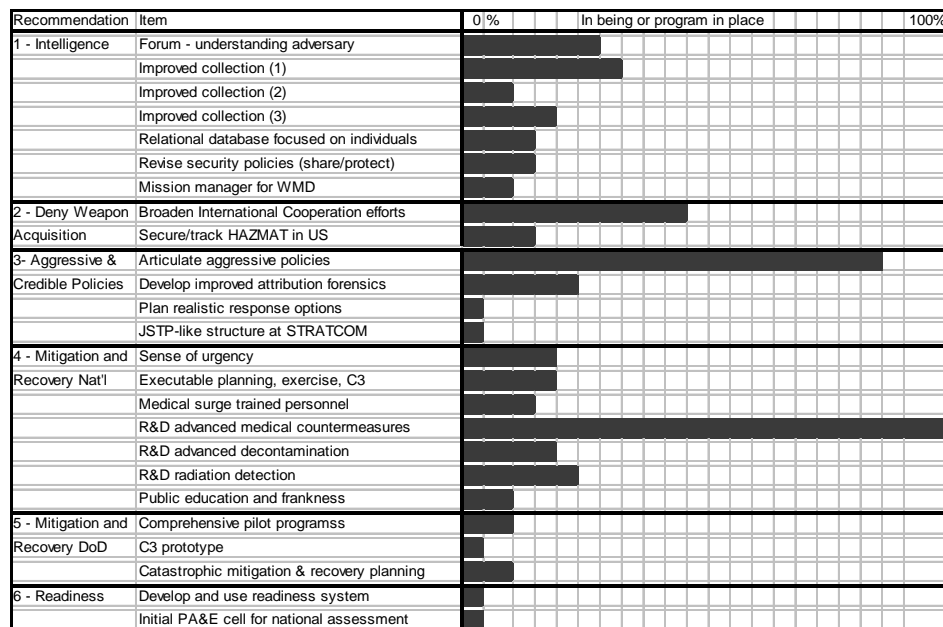 Recommendation Item 0 % In being or program in place 100%
1 - Intelligence Forum - understanding adversary
Improved collection (1)
Improved collection (2)
Improved collection (3)
Relational database focused on individuals
Revise security policies (share/protect)
Mission manager for WMD
2 - Deny Weapon Broaden International Cooperation efforts
Acquisition Secure/track HAZMAT in US
3- Aggressive & Articulate aggressive policies
Credible Policies Develop improved attribution forensics
Plan realistic response options
JSTP-like structure at STRATCOM
4 - Mitigation and Sense of urgency
Recovery Nat'l Executable planning, exercise, C3
Medical surge trained personnel
R&D advanced medical countermeasures
R&D advanced decontamination
R&D radiation detection
Public education and frankness
5 - Mitigation and Comprehensive pilot programss
Recovery DoD C3 prototype
Catastrophic mitigation & recovery planning
6 - Readiness Develop and use readiness system
Initial PA&E cell for national assessment